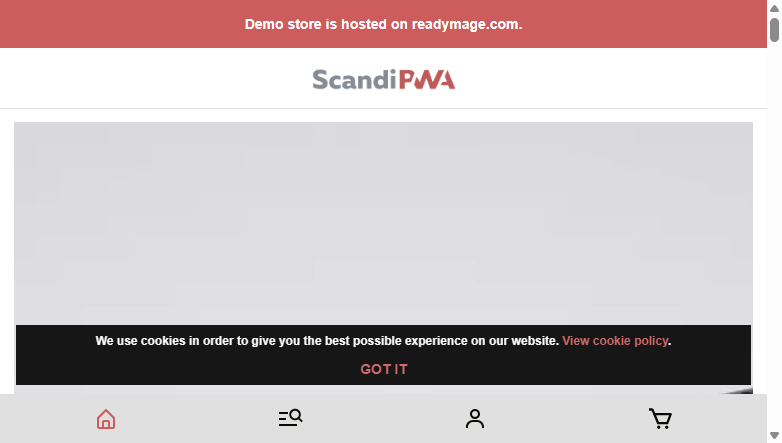 Demo store is hosted on readymage.com.
ScandiPWA
We use cookies in order to give you the best possible experience on our website. View cookie policy.
GOT IT